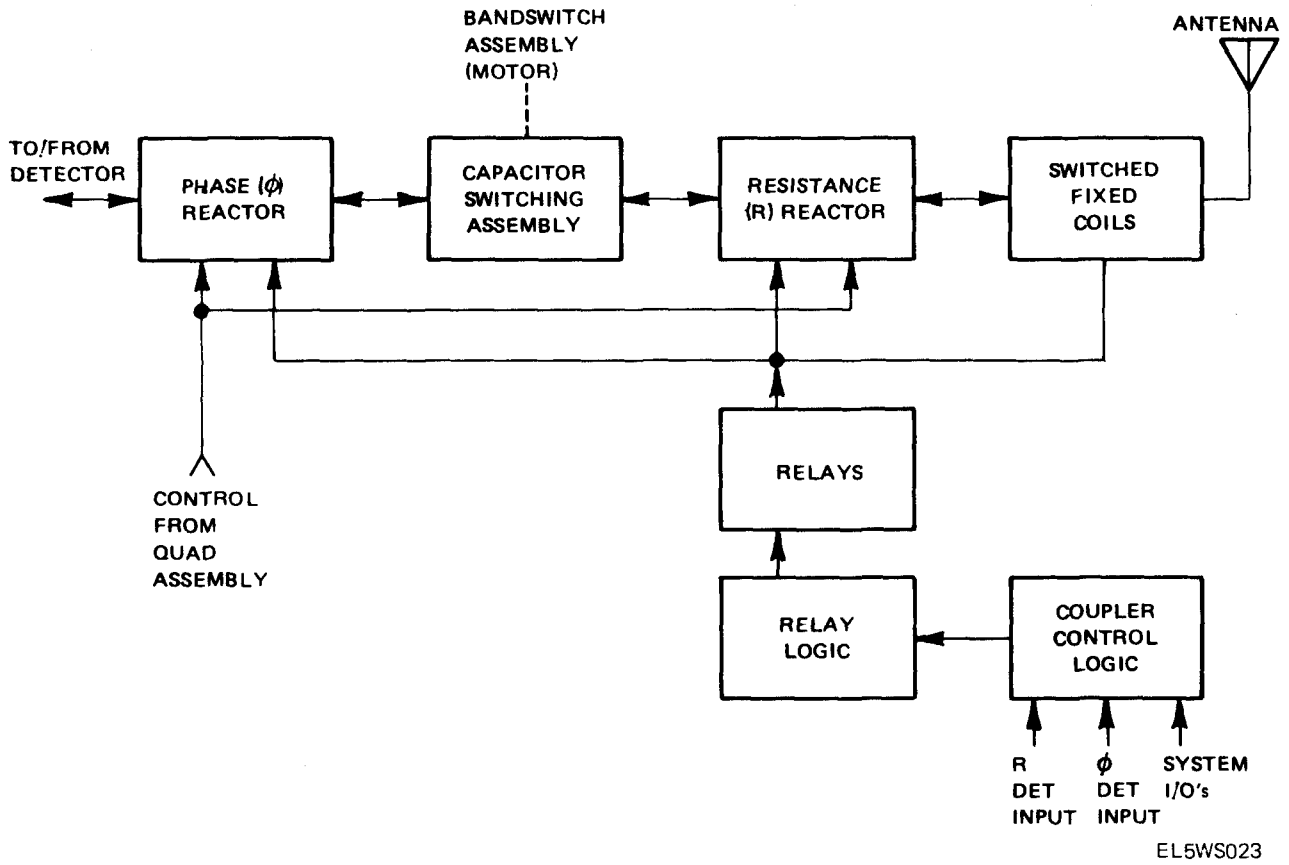 BANDSWITCH
ASSEMBLY
(MOTOR)
ANTENNA
TO/FROM
DETECTOR
PHASE (ϕ)
REACTOR
CAPACITOR
SWITCHING
ASSEMBLY
RESISTANCE
(R) REACTOR
SWITCHED
FIXED
COILS
CONTROL
FROM
QUAD
ASSEMBLY
RELAYS
RELAY
LOGIC
COUPLER
CONTROL
LOGIC
R
DET
INPUT
ϕ
DET
INPUT
SYSTEM
I/O's
EL5WS023